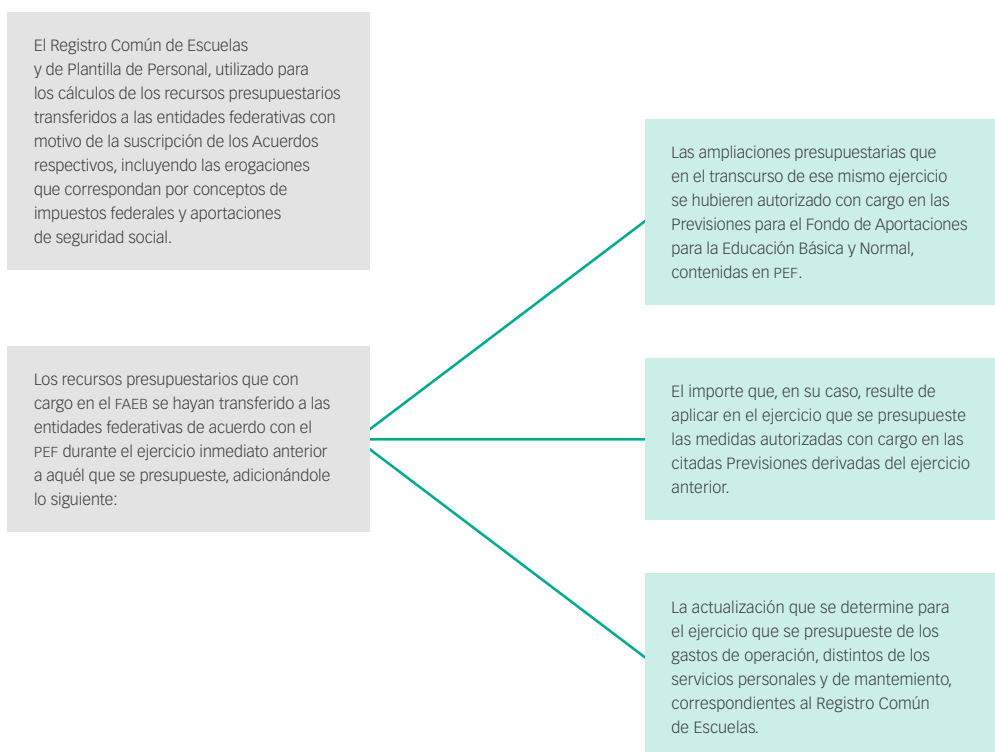 El Registro Común de Escuelas
y de Plantilla de Personal, utilizado para
los cálculos de los recursos presupuestarios
transferidos a las entidades federativas con
motivo de la suscripción de los Acuerdos
respectivos, incluyendo las erogaciones
que correspondan por conceptos de
impuestos federales y aportaciones
de seguridad social.
Los recursos presupuestarios que con
cargo en el FAEB se hayan transferido a las
entidades federativas de acuerdo con el
PEF durante el ejercicio inmediato anterior
a aquél que se presupueste, adicionándole
lo siguiente:
Las ampliaciones presupuestarias que
en el transcurso de ese mismo ejercicio
se hubieren autorizado con cargo en las
Previsiones para el Fondo de Aportaciones
para la Educación Básica y Normal,
contenidas en PEF.
El importe que, en su caso, resulte de
aplicar en el ejercicio que se presupueste
las medidas autorizadas con cargo en las
citadas Previsiones derivadas del ejercicio
anterior.
La actualización que se determine para
el ejercicio que se presupueste de los
gastos de operación, distintos de los
servicios personales y de mantemiento,
correspondientes al Registro Común
de Escuelas.